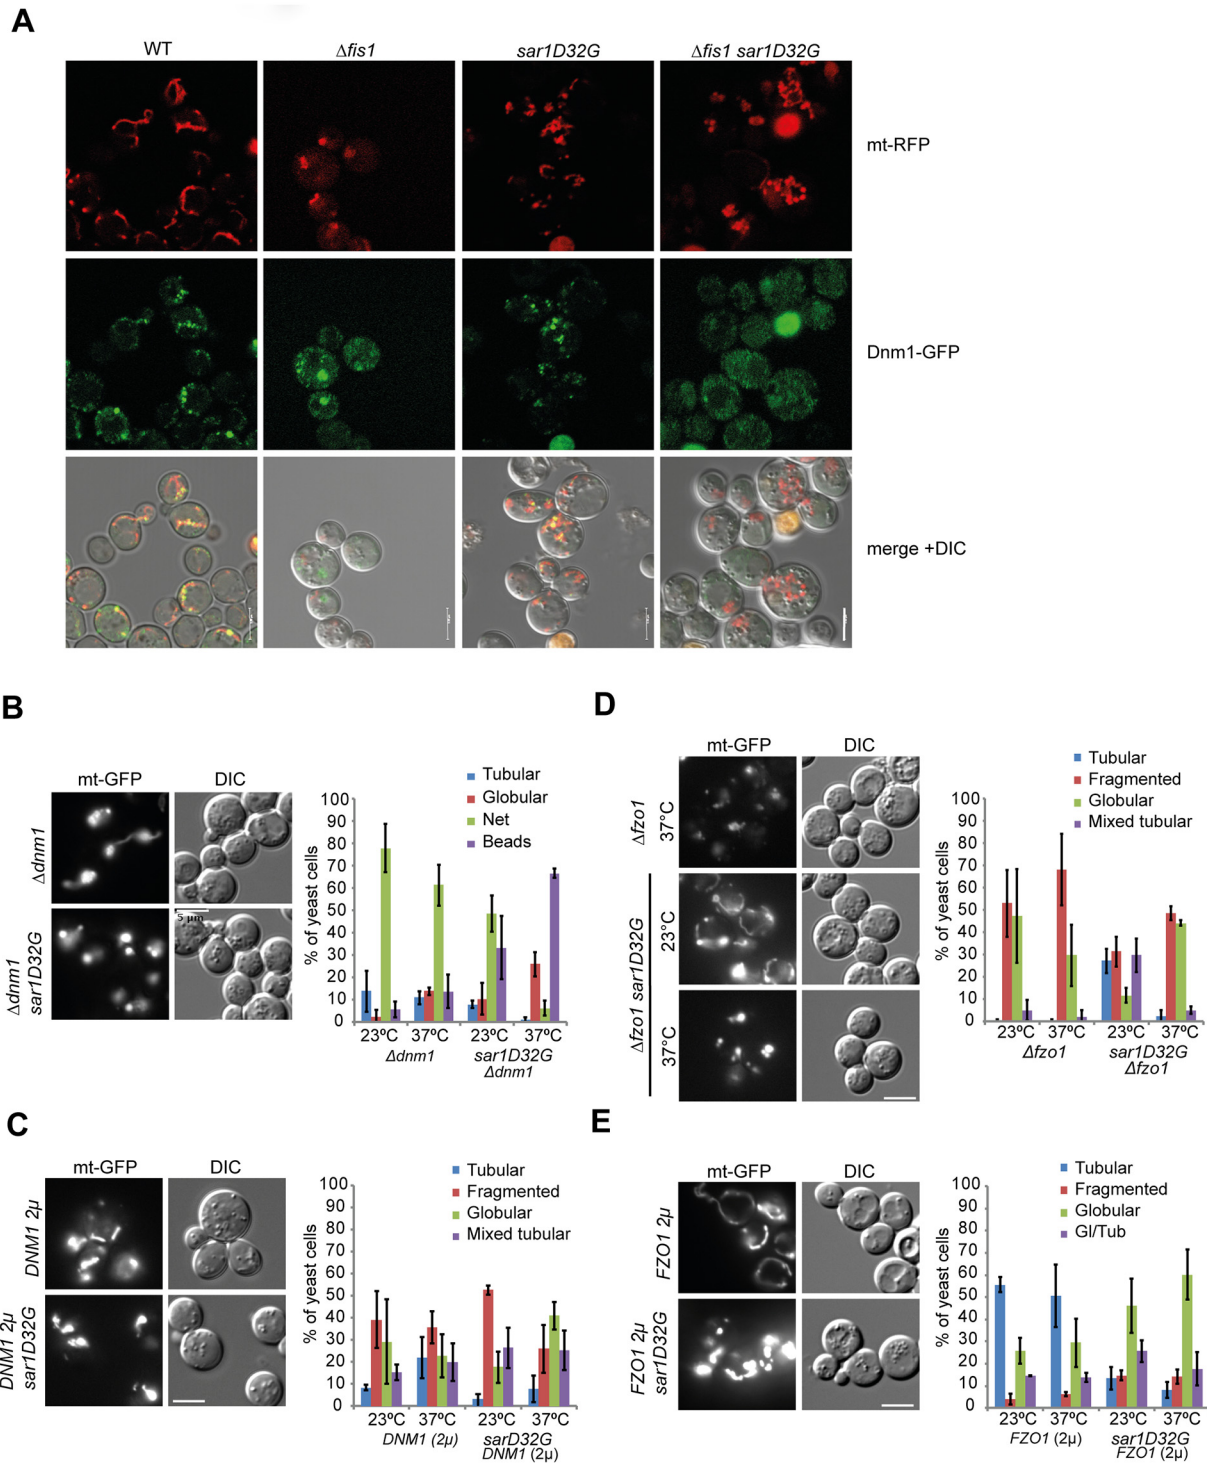 A
WT
Δfis1
sar1D32G
Δfis1 sar1D32G
mt-RFP
Dnm1-GFP
merge +DIC
B
mt-GFP
DIC
Δdnm1
Δdnm1
sar1D32G
5 μm
Tubular
Globular
Net
Beads
% of yeast cells
100
90
80
70
60
50
40
30
20
10
0
23ºC
37ºC
23ºC
37ºC
Δdnm1
sar1D32G
Δdnm1
D
mt-GFP
DIC
Δfzo1
37°C
Δfzo1 sar1D32G
23°C
37°C
Tubular
Fragmented
Globular
Mixed tubular
% of yeast cells
100
90
80
70
60
50
40
30
20
10
0
23ºC
37ºC
23ºC
37ºC
Δfzo1
sar1D32G
Δfzo1
C
mt-GFP
DIC
DNM1 2μ
DNM1 2μ
sar1D32G
Tubular
Fragmented
Globular
Mixed tubular
% of yeast cells
100
90
80
70
60
50
40
30
20
10
0
23ºC
37ºC
23ºC
37ºC
DNM1 (2μ)
sarD32G
DNM1 (2μ)
E
mt-GFP
DIC
FZO1 2μ
FZO1 2μ
sar1D32G
Tubular
Fragmented
Globular
Gl/Tub
% of yeast cells
100
90
80
70
60
50
40
30
20
10
0
23ºC
37ºC
23ºC
37ºC
FZO1 (2μ)
sar1D32G
FZO1 (2μ)